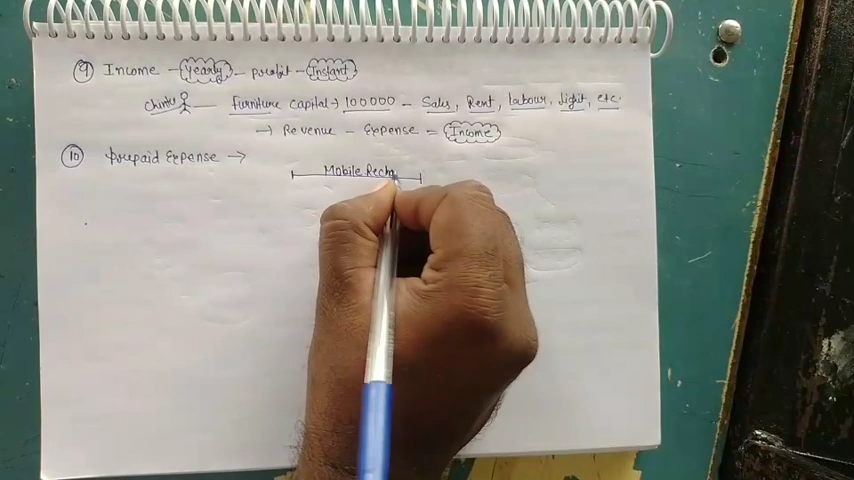 9 Income - Yearly - profit - Instant
Chintu - Furniture capital → 100000 - Sales, Rent, labour, light, etc.
→ Revenue - Expense = Income
10 Prepaid Expense →
Mobile Recha